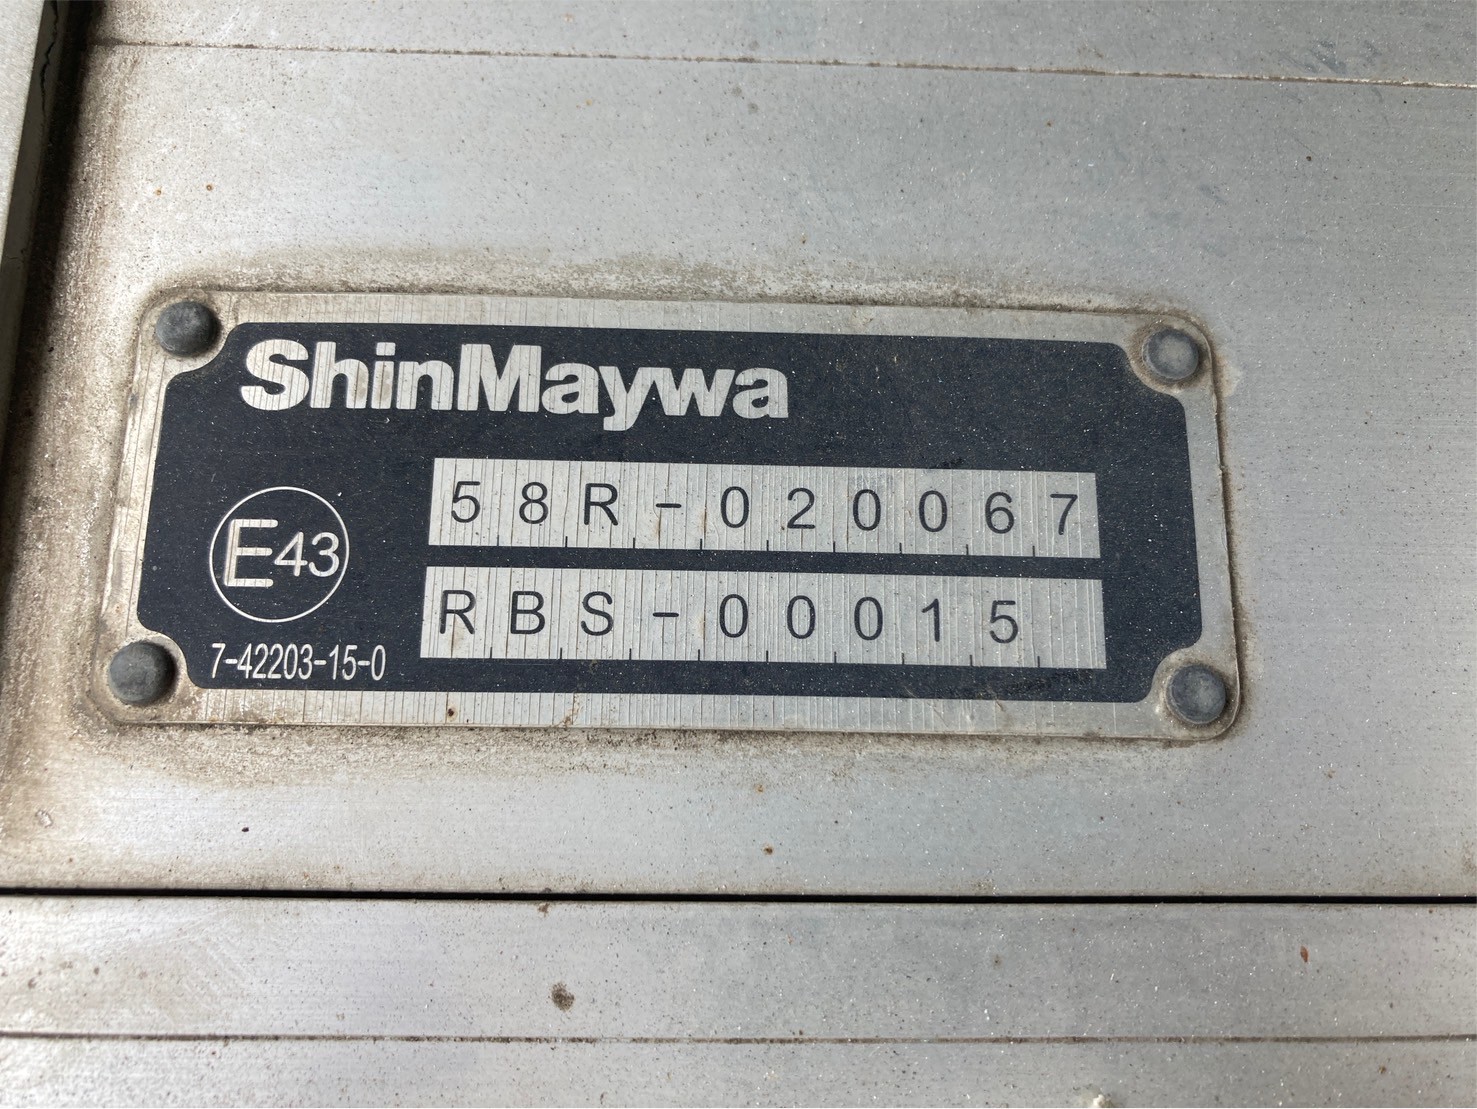 ShinMaywa
58R-020067
E43
RBS-00015
7-42203-15-0